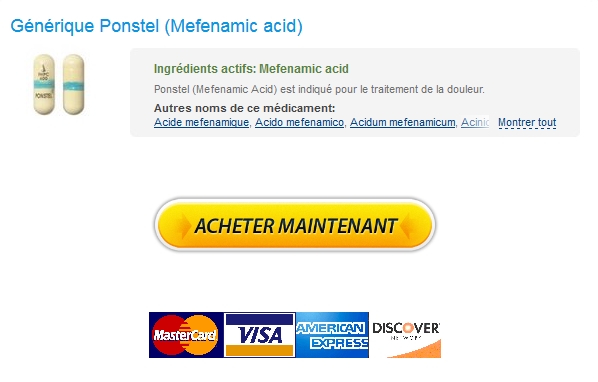 Générique Ponstel (Mefenamic acid)
Ingrédients actifs: Mefenamic acid
Ponstel (Mefenamic Acid) est indiqué pour le traitement de la douleur.
Autres noms de ce médicament:
Acide mefenamique, Acido mefenamico, Acidum mefenamicum, Acinic Montrer tout
PONSTEL
ACHETER MAINTENANT
MasterCard VISA AMERICAN EXPRESS DISCOVER NETWORK